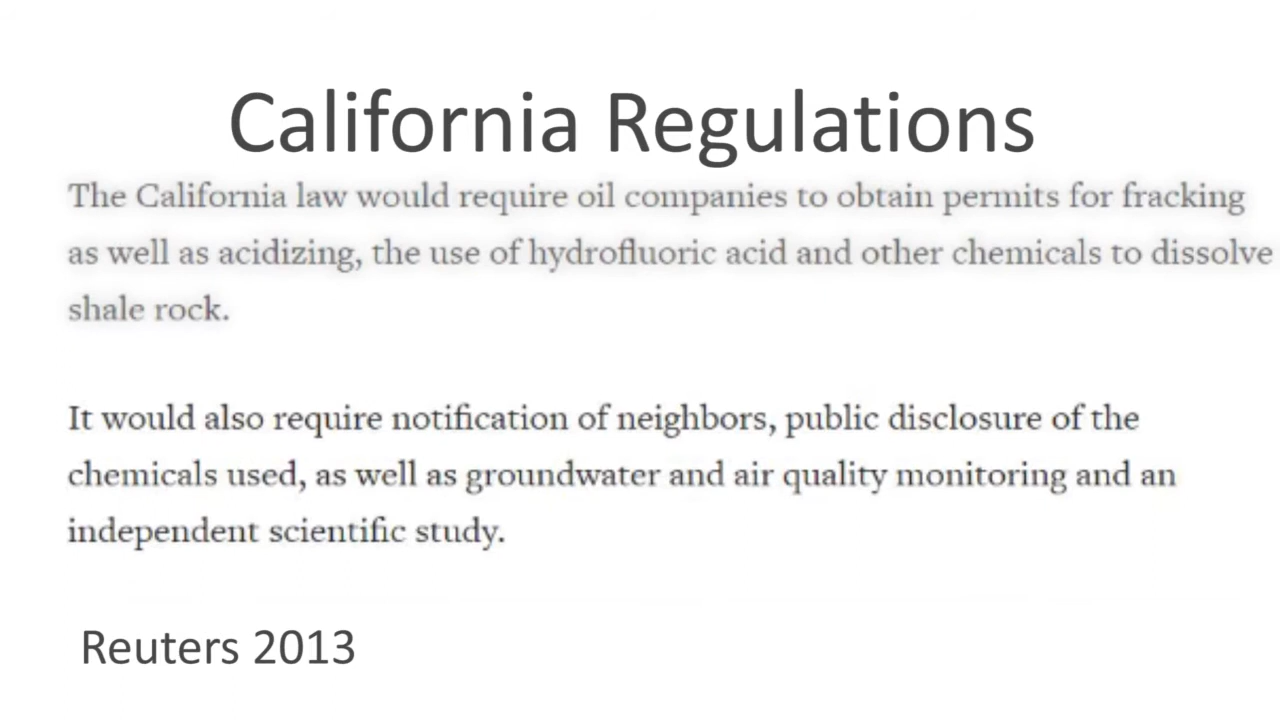 California Regulations
The California law would require oil companies to obtain permits for fracking
as well as acidizing, the use of hydrofluoric acid and other chemicals to dissolve
shale rock.
It would also require notification of neighbors, public disclosure of the
chemicals used, as well as groundwater and air quality monitoring and an
independent scientific study.
Reuters 2013